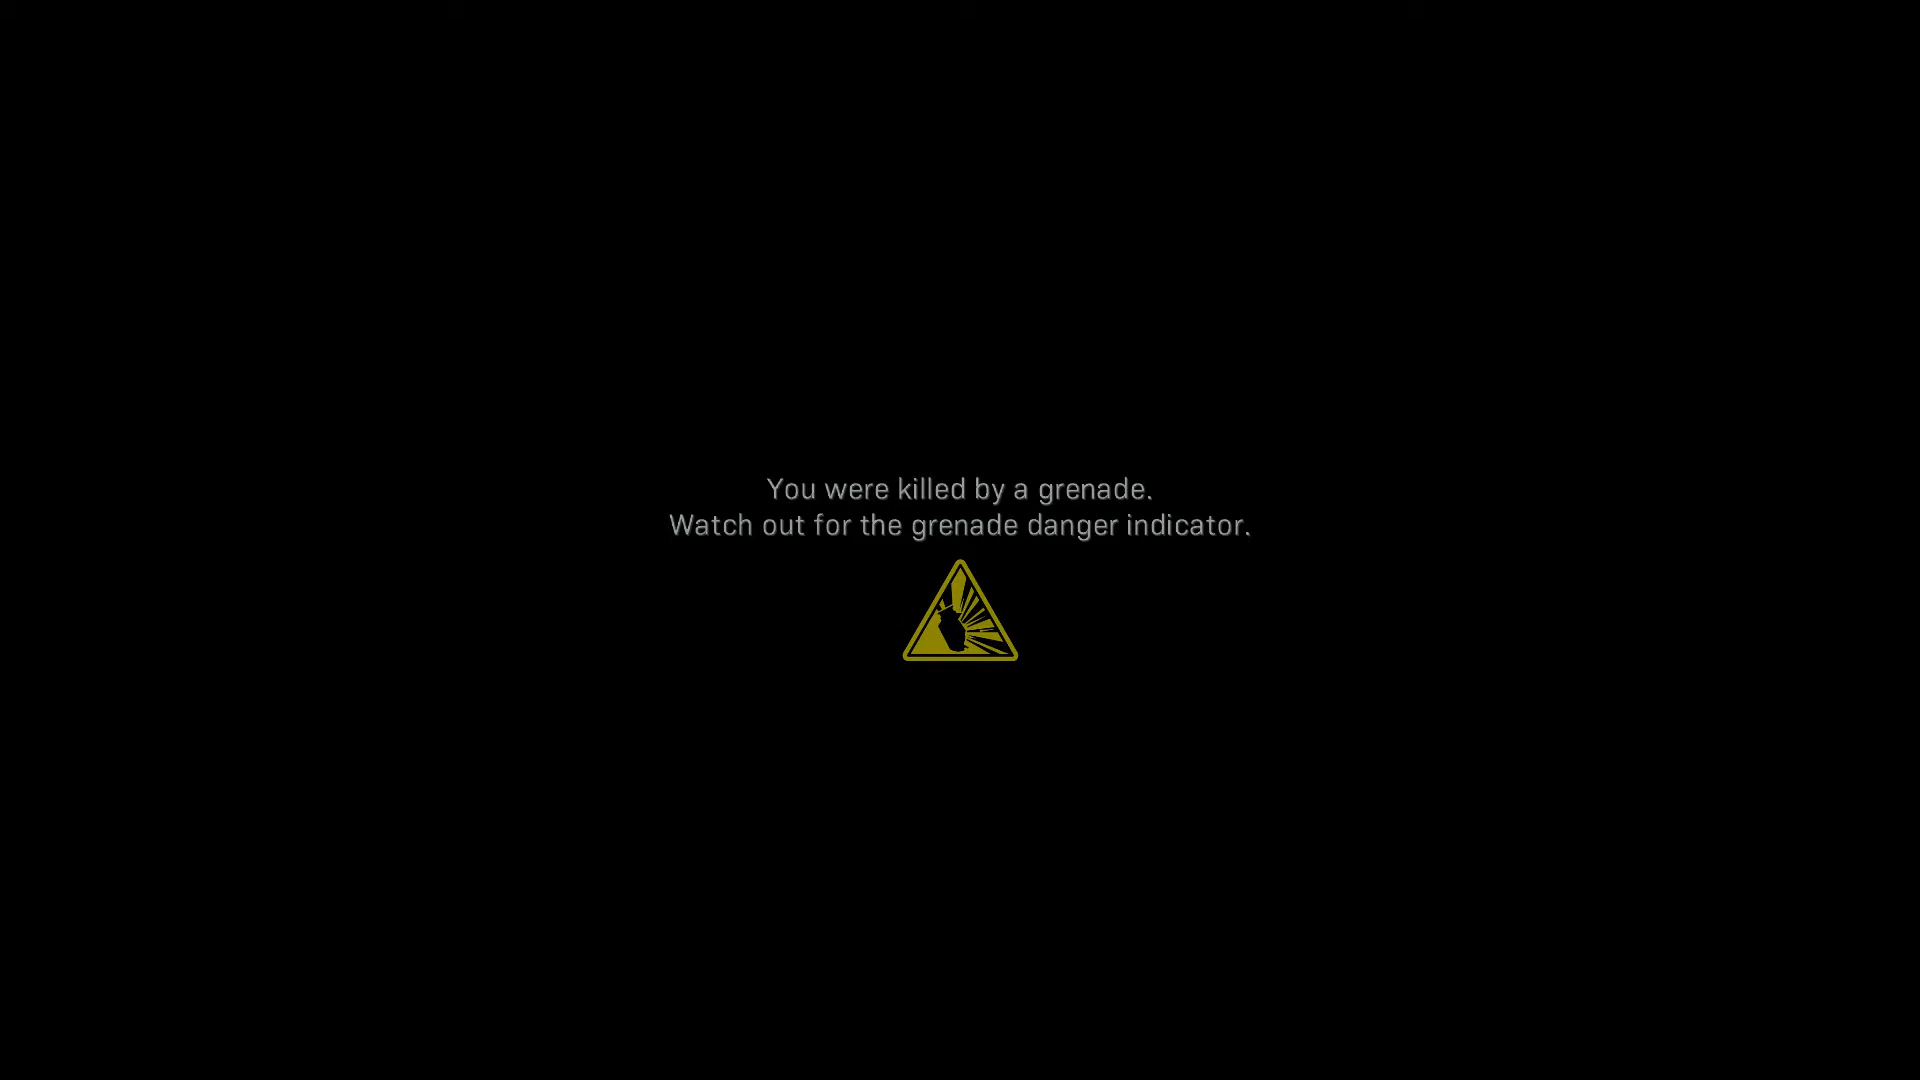 You were killed by a grenade.
Watch out for the grenade danger indicator.